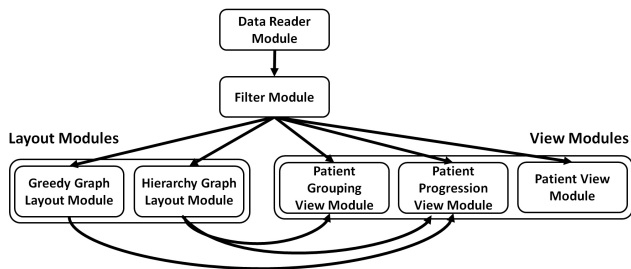 Data Reader
Module
Filter Module
Layout Modules
View Modules
Greedy Graph
Layout Module
Hierarchy Graph
Layout Module
Patient
Grouping
View Module
Patient
Progression
View Module
Patient View
Module